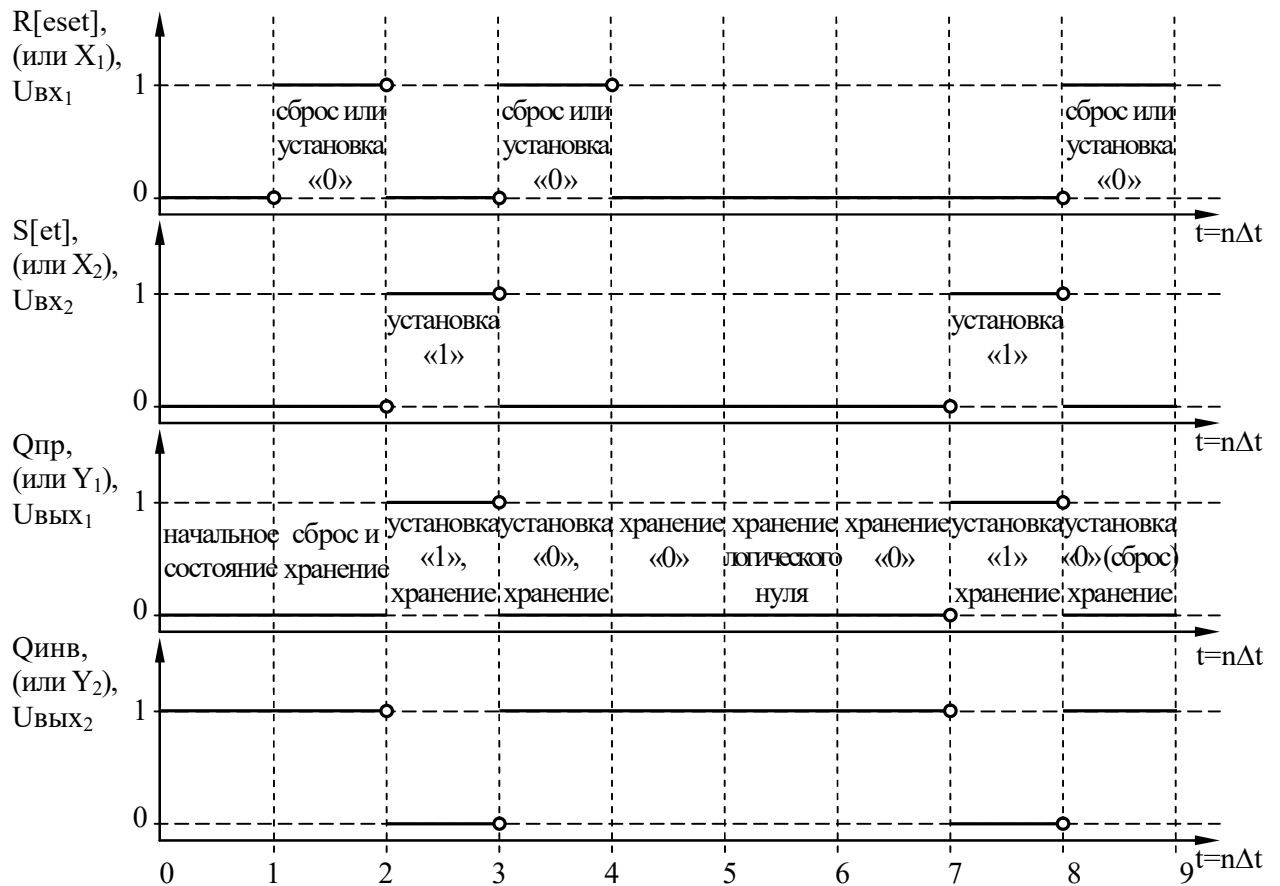 R[eset],
(или X₁),
Uвх₁
1
сброс или
установка
«0»
сброс или
установка
«0»
сброс или
установка
«0»
0
t=nΔt
S[et],
(или X₂),
Uвх₂
1
установка
«1»
установка
«1»
0
t=nΔt
Qпр,
(или Y₁),
Uвых₁
1
начальное
состояние
сброс и
хранение
установка
«1»,
хранение
установка
«0»,
хранение
хранение
«0»
хранение
логического
нуля
хранение
«0»
установка
«1»
хранение
установка
«0» (сброс)
хранение
0
t=nΔt
Qинв,
(или Y₂),
Uвых₂
1
0
t=nΔt
0 1 2 3 4 5 6 7 8 9